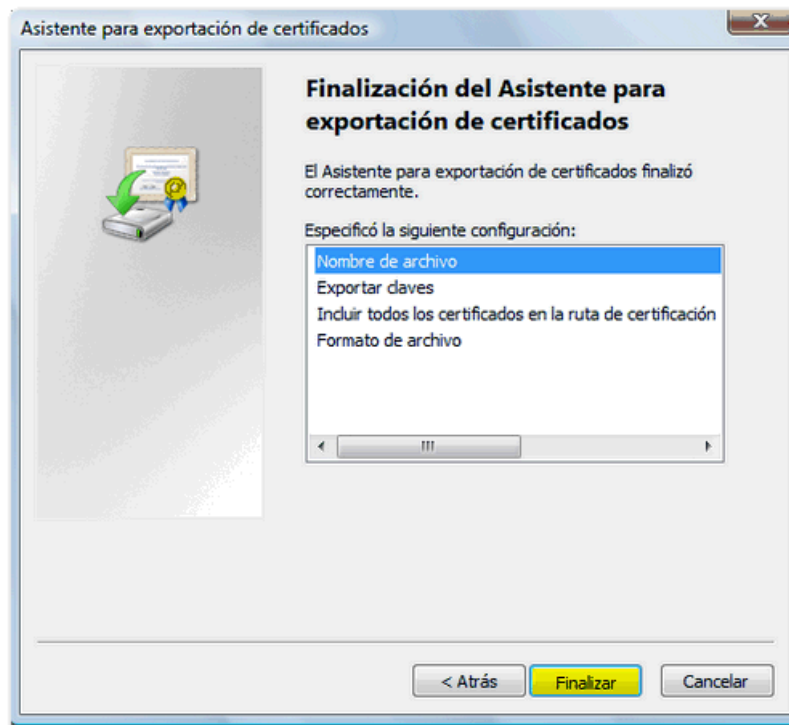 Asistente para exportación de certificados
X
Finalización del Asistente para
exportación de certificados
El Asistente para exportación de certificados finalizó
correctamente.
Especificó la siguiente configuración:
Nombre de archivo
Exportar claves
Incluir todos los certificados en la ruta de certificación
Formato de archivo
< Atrás
Finalizar
Cancelar